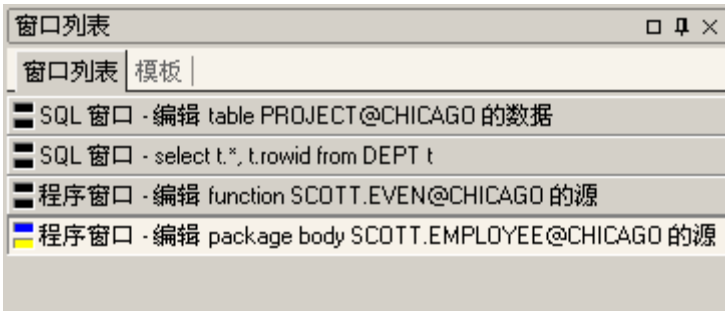 窗口列表
窗口列表 模板
SQL 窗口 - 编辑 table PROJECT@CHICAGO 的数据
SQL 窗口 - select t.*, t.rowid from DEPT t
程序窗口 - 编辑 function SCOTT.EVEN@CHICAGO 的源
程序窗口 - 编辑 package body SCOTT.EMPLOYEE@CHICAGO 的源